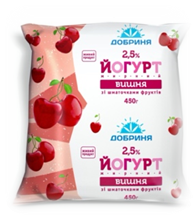 ДОБРИНЯ
2,5%
ЙОГУРТ
ВИШНЯ
зі шматочками фруктів
450г
ДОБРИНЯ
2,5%
ЙОГУРТ
ВИШНЯ
зі шматочками фруктів
450г